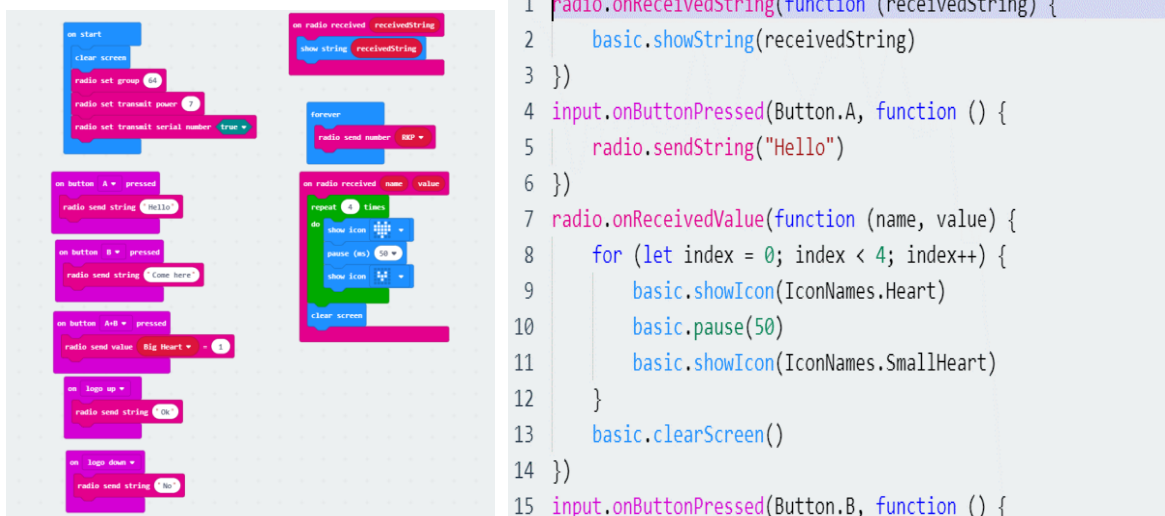 on start
clear screen
radio set group 64
radio set transmit power 7
radio set transmit serial number true
on button A pressed
radio send string "Hello"
on button B pressed
radio send string "Come here"
on button A+B pressed
radio send value Big Heart = 1
on logo up
radio send string "Ok"
on logo down
radio send string "No"
on radio received receivedString
show string receivedString
forever
radio send number RKP
on radio received name value
repeat 4 times
do show icon
pause (ms) 50
show icon
clear screen
1 radio.onReceivedString(function (receivedString) {
2 basic.showString(receivedString)
3 })
4 input.onButtonPressed(Button.A, function () {
5 radio.sendString("Hello")
6 })
7 radio.onReceivedValue(function (name, value) {
8 for (let index = 0; index < 4; index++) {
9 basic.showIcon(IconNames.Heart)
10 basic.pause(50)
11 basic.showIcon(IconNames.SmallHeart)
12 }
13 basic.clearScreen()
14 })
15 input.onButtonPressed(Button.B, function () {